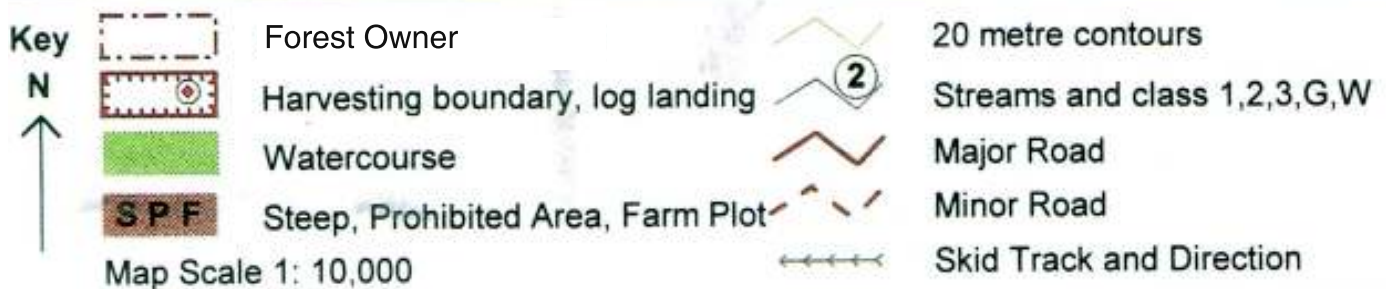 Key
N
Forest Owner
Harvesting boundary, log landing
Watercourse
S P F
Steep, Prohibited Area, Farm Plot
Map Scale 1: 10,000
20 metre contours
2
Streams and class 1,2,3,G,W
Major Road
Minor Road
Skid Track and Direction